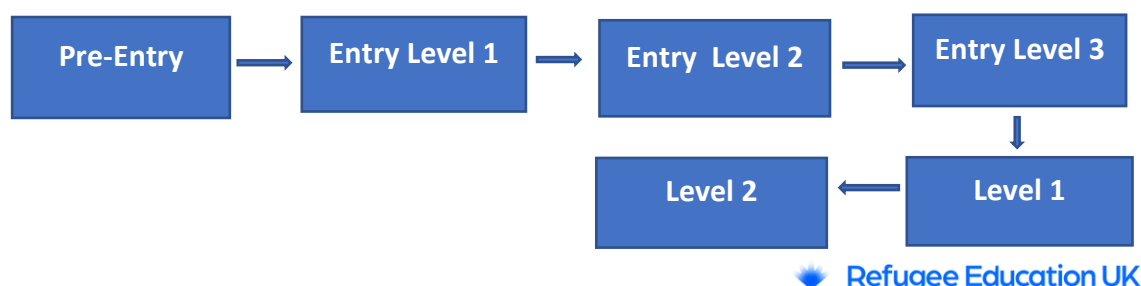 Pre-Entry
Entry Level 1
Entry Level 2
Entry Level 3
Level 1
Level 2
Refugee Education UK